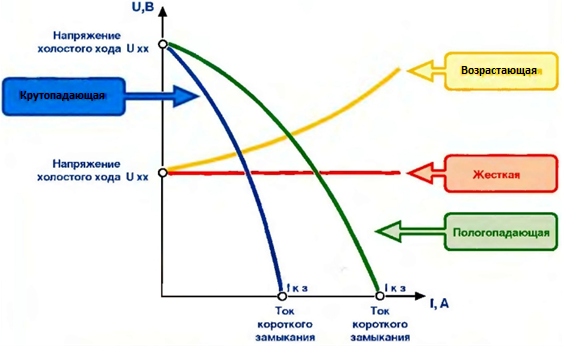 U,В
Напряжение
холостого хода U хх
Возрастающая
Крутопадающая
Напряжение
холостого хода U хх
Жесткая
Пологопадающая
I к з
I к з
I, А
Ток
короткого
замыкания
Ток
короткого
замыкания